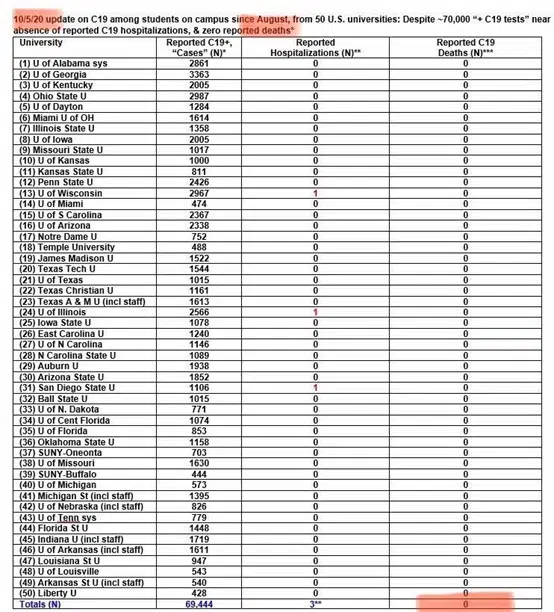 10/5/20 update on C19 among students on campus since August, from 50 U.S. universities: Despite ~70,000 “+ C19 tests” near
absence of reported C19 hospitalizations, & zero reported deaths*
University Reported C19+, “Cases” (N)* Reported Hospitalizations (N)** Reported C19 Deaths (N)***
(1) U of Alabama sys 2861 0 0
(2) U of Georgia 3363 0 0
(3) U of Kentucky 2005 0 0
(4) Ohio State U 2987 0 0
(5) U of Dayton 1284 0 0
(6) Miami U of OH 1614 0 0
(7) Illinois State U 1358 0 0
(8) U of Iowa 2005 0 0
(9) Missouri State U 1017 0 0
(10) U of Kansas 1000 0 0
(11) Kansas State U 811 0 0
(12) Penn State U 2426 0 0
(13) U of Wisconsin 2967 1 0
(14) U of Miami 474 0 0
(15) U of S Carolina 2367 0 0
(16) U of Arizona 2338 0 0
(17) Notre Dame U 752 0 0
(18) Temple University 488 0 0
(19) James Madison U 1522 0 0
(20) Texas Tech U 1544 0 0
(21) U of Texas 1015 0 0
(22) Texas Christian U 1161 0 0
(23) Texas A & M U (incl staff) 1613 0 0
(24) U of Illinois 2566 1 0
(25) Iowa State U 1078 0 0
(26) East Carolina U 1240 0 0
(27) U of N Carolina 1146 0 0
(28) N Carolina State U 1089 0 0
(29) Auburn U 1938 0 0
(30) Arizona State U 1852 0 0
(31) San Diego State U 1106 1 0
(32) Ball State U 1015 0 0
(33) U of N. Dakota 771 0 0
(34) U of Cent Florida 1074 0 0
(35) U of Florida 853 0 0
(36) Oklahoma State U 1158 0 0
(37) SUNY-Oneonta 703 0 0
(38) U of Missouri 1630 0 0
(39) SUNY-Buffalo 444 0 0
(40) U of Michigan 573 0 0
(41) Michigan St (incl staff) 1395 0 0
(42) U of Nebraska (incl staff) 826 0 0
(43) U of Tenn sys 779 0 0
(44) Florida St U 1448 0 0
(45) Indiana U (incl staff) 1719 0 0
(46) U of Arkansas (incl staff) 1611 0 0
(47) Louisiana St U 947 0 0
(48) U of Louisville 543 0 0
(49) Arkansas St U (incl staff) 540 0 0
(50) Liberty U 428 0 0
Totals (N) 69,444 3** 0